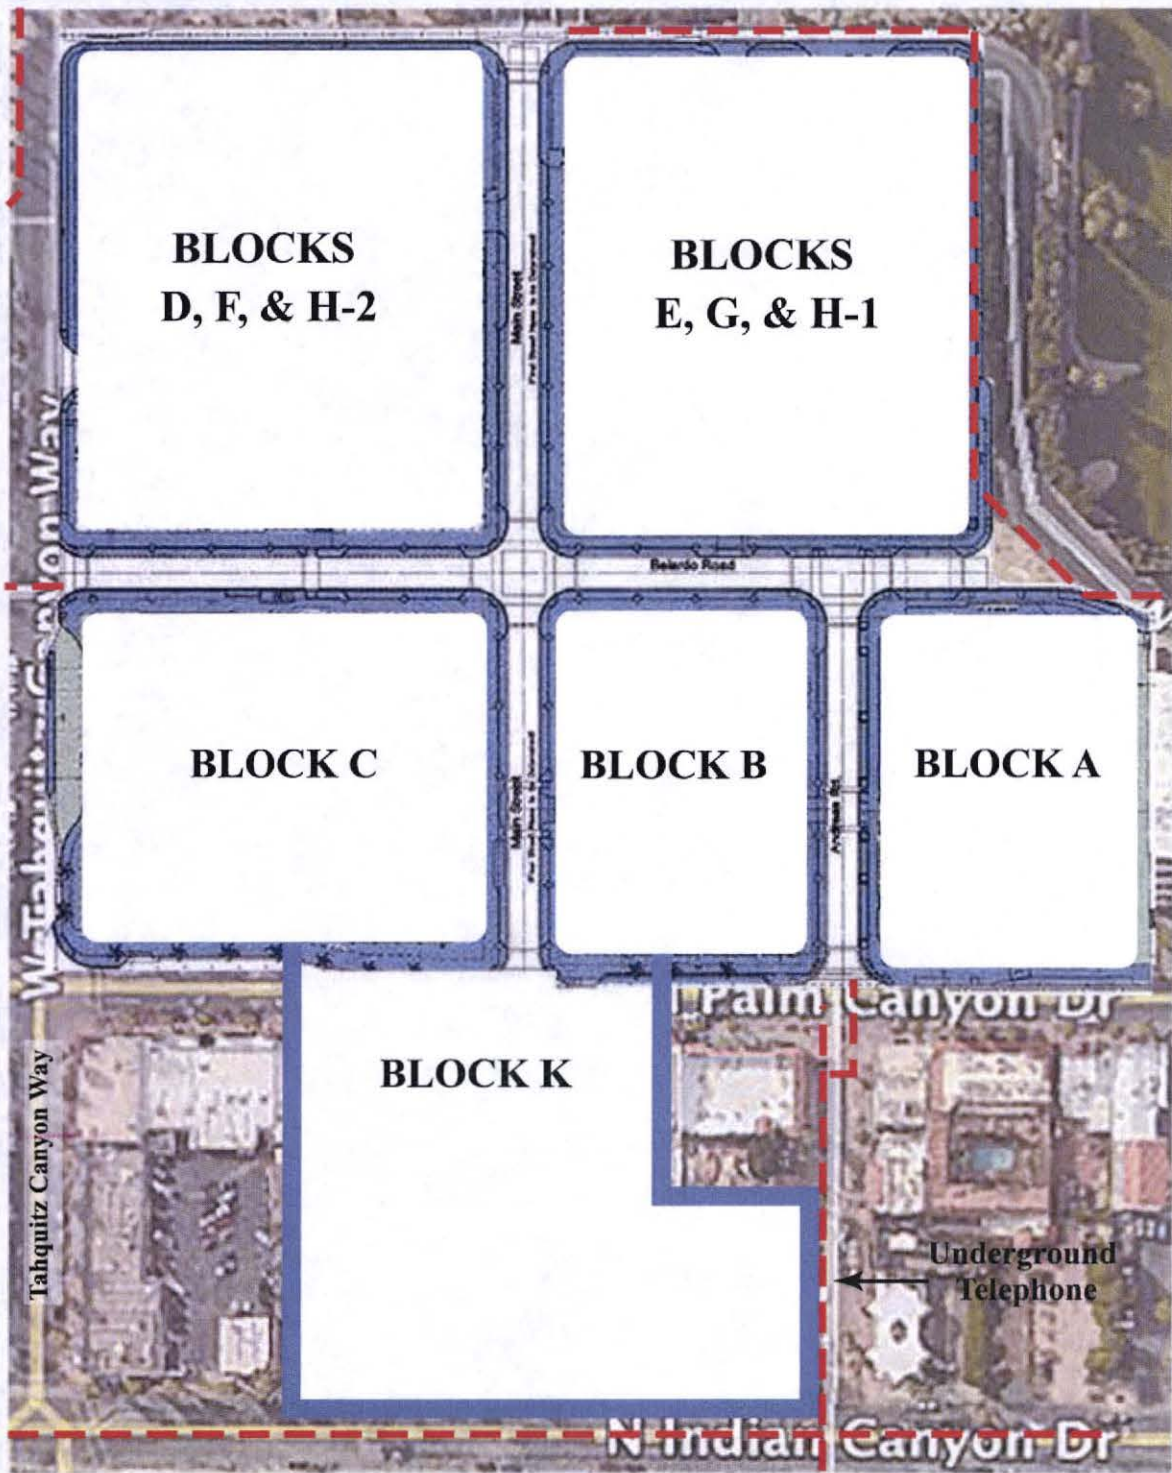 BLOCKS
D, F, & H-2
BLOCKS
E, G, & H-1
Main Street
W Tahquitz Canyon Way
Belardo Road
BLOCK C
BLOCK B
BLOCK A
Main Street
Andreas Rd.
Palm Canyon Dr
BLOCK K
Tahquitz Canyon Way
Underground
Telephone
N Indian Canyon Dr